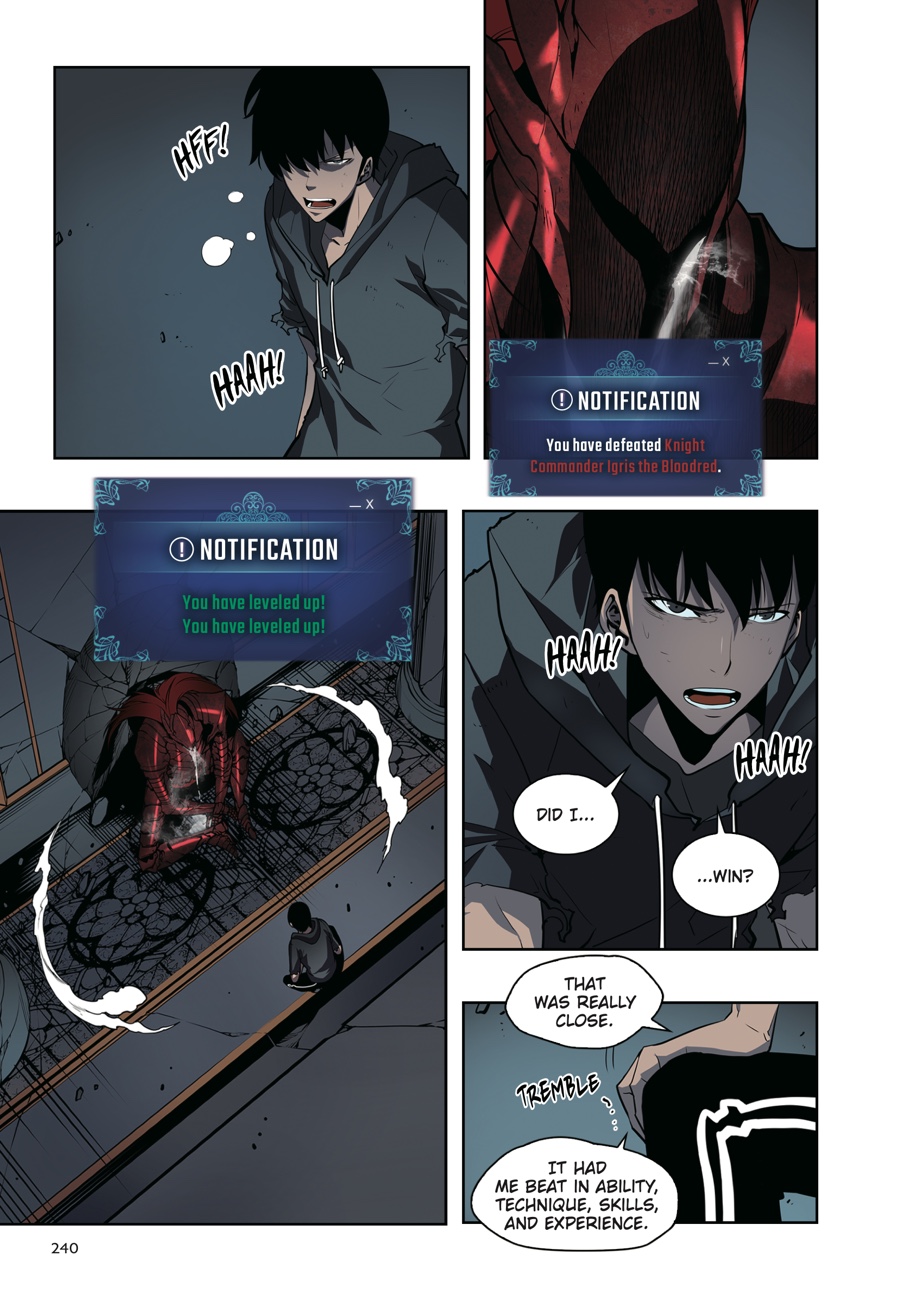 HFF!
HAAH!
— X
! NOTIFICATION
You have defeated Knight
Commander Igris the Bloodred.
— X
! NOTIFICATION
You have leveled up!
You have leveled up!
HAAH!
HAAH!
DID I...
...WIN?
THAT
WAS REALLY
CLOSE.
TREMBLE
IT HAD
ME BEAT IN ABILITY,
TECHNIQUE, SKILLS,
AND EXPERIENCE.
240